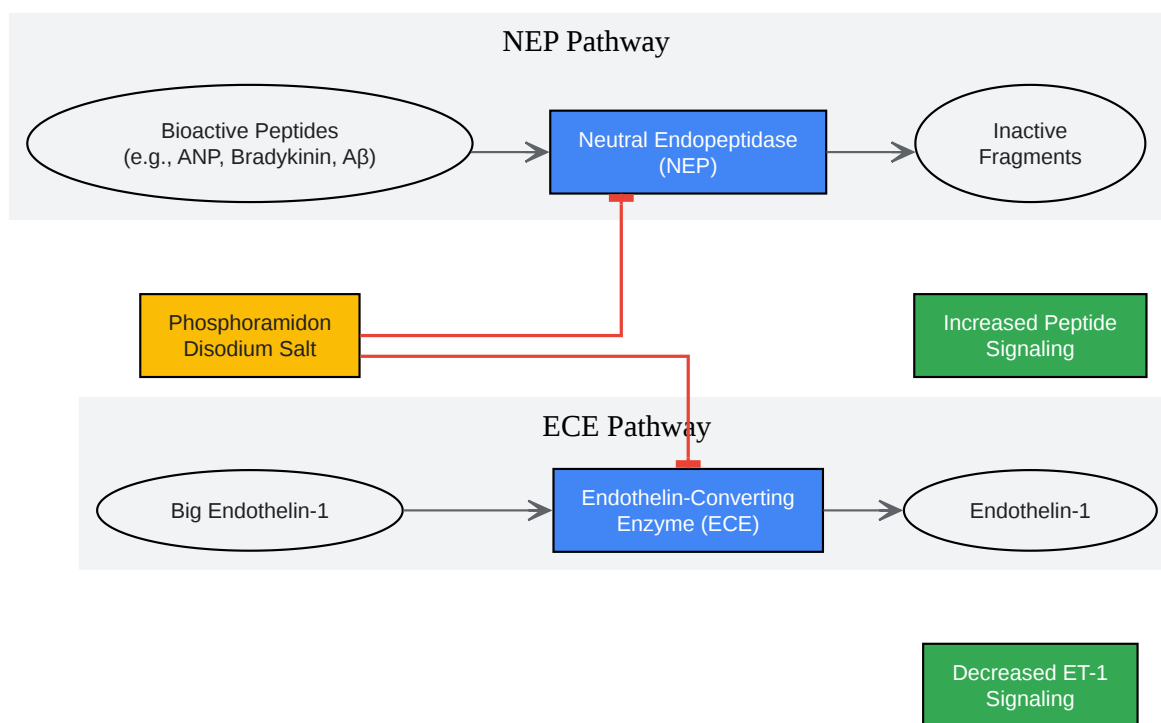 NEP Pathway
Bioactive Peptides
(e.g., ANP, Bradykinin, Aβ)
Neutral Endopeptidase
(NEP)
Inactive
Fragments
Phosphoramidon
Disodium Salt
Increased Peptide
Signaling
ECE Pathway
Big Endothelin-1
Endothelin-Converting
Enzyme (ECE)
Endothelin-1
Decreased ET-1
Signaling